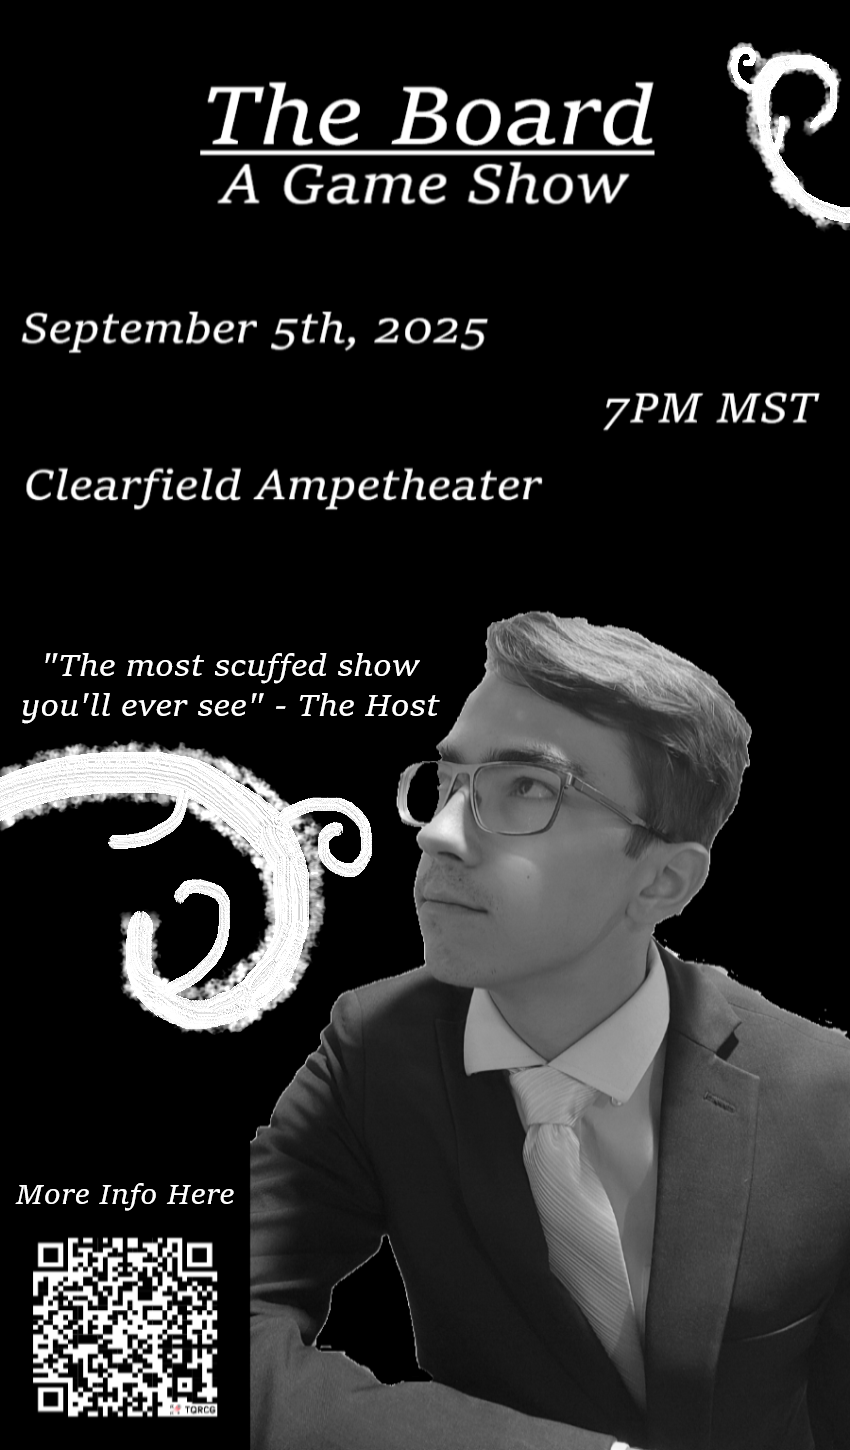 The Board
A Game Show
September 5th, 2025
7PM MST
Clearfield Ampetheater
"The most scuffed show
you'll ever see" - The Host
More Info Here
TQRCG